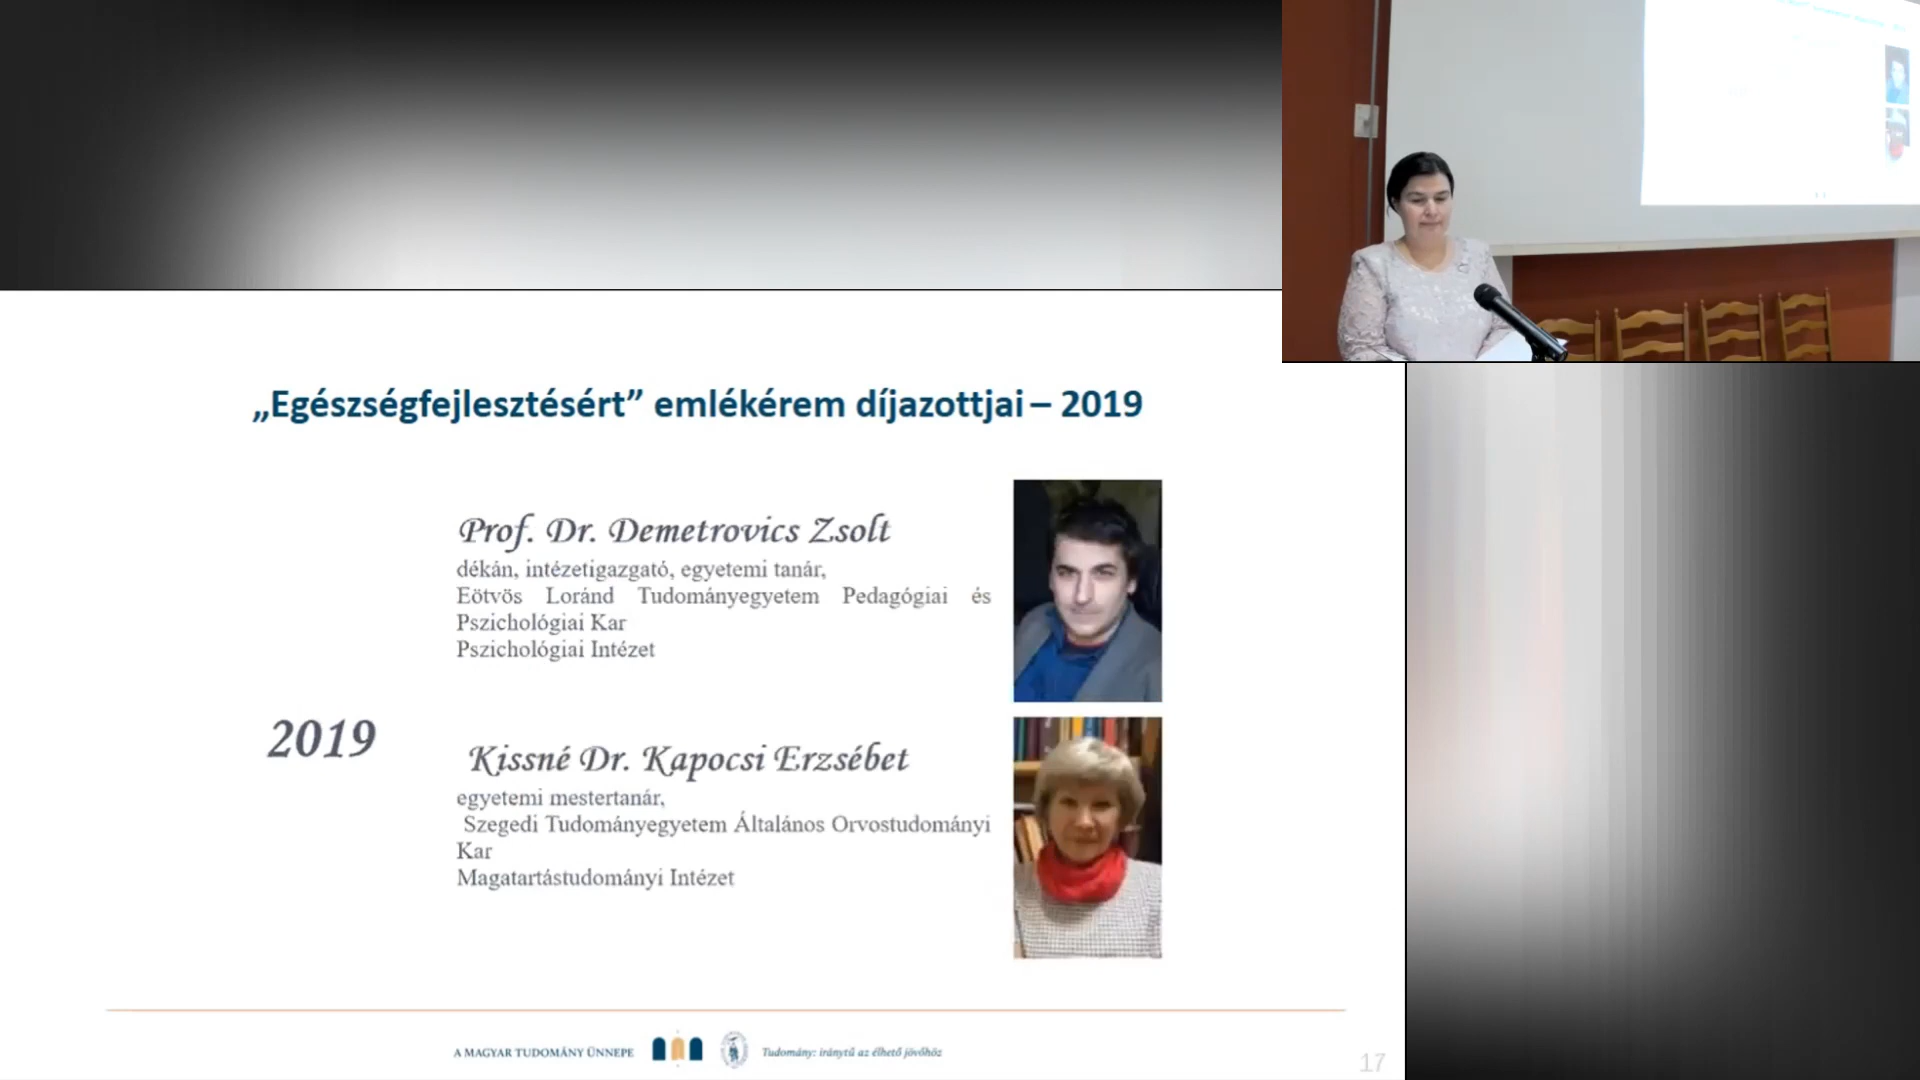 „Egészségfejlesztésért” emlékérem díjazottjai – 2019
Prof. Dr. Demetrovics Zsolt
dékán, intézetigazgató, egyetemi tanár,
Eötvös Loránd Tudományegyetem Pedagógiai és
Pszichológiai Kar
Pszichológiai Intézet
2019
Kissné Dr. Kapocsi Erzsébet
egyetemi mestertanár,
Szegedi Tudományegyetem Általános Orvostudományi
Kar
Magatartástudományi Intézet
A MAGYAR TUDOMÁNY ÜNNEPE
Tudomány: iránytű az élhető jövőhöz
17